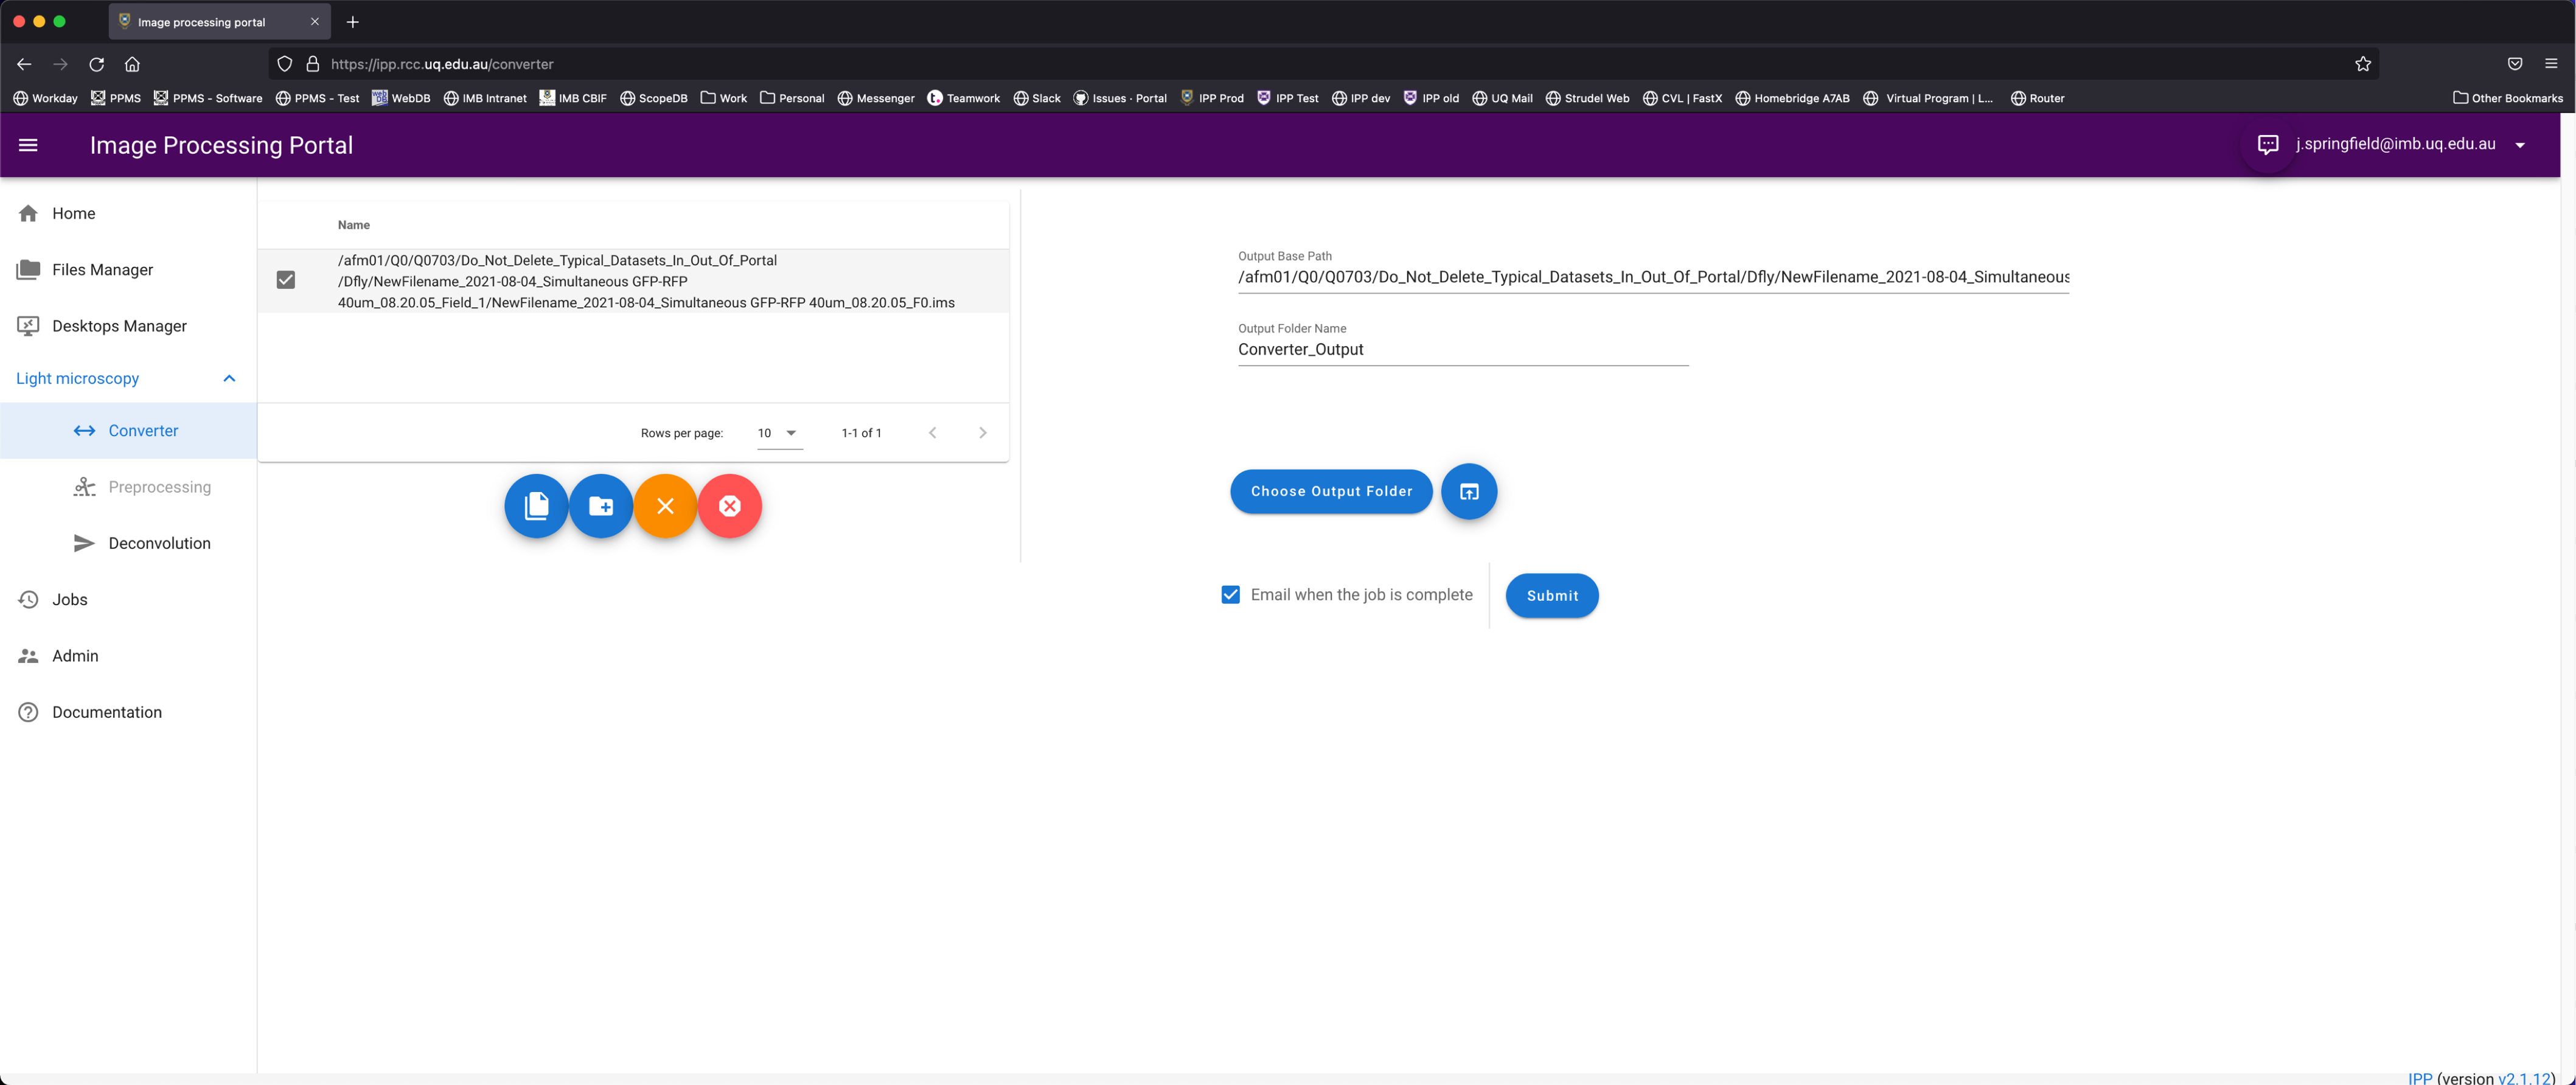 Image processing portal
https://ipp.rcc.uq.edu.au/converter
Workday PPMS PPMS - Software PPMS - Test WebDB IMB Intranet IMB CBIF ScopeDB Work Personal Messenger Teamwork Slack Issues · Portal IPP Prod IPP Test IPP dev IPP old UQ Mail Strudel Web CVL | FastX Homebridge A7AB Virtual Program | L... Router Other Bookmarks
Image Processing Portal
j.springfield@imb.uq.edu.au
Home
Files Manager
Desktops Manager
Light microscopy
Converter
Preprocessing
Deconvolution
Jobs
Admin
Documentation
Name
/afm01/Q0/Q0703/Do_Not_Delete_Typical_Datasets_In_Out_Of_Portal
/Dfly/NewFilename_2021-08-04_Simultaneous GFP-RFP
40um_08.20.05_Field_1/NewFilename_2021-08-04_Simultaneous GFP-RFP 40um_08.20.05_F0.ims
Rows per page: 10 1-1 of 1
Output Base Path
/afm01/Q0/Q0703/Do_Not_Delete_Typical_Datasets_In_Out_Of_Portal/Dfly/NewFilename_2021-08-04_Simultaneous
Output Folder Name
Converter_Output
Choose Output Folder
Email when the job is complete
Submit
IPP (version v2.1.12)